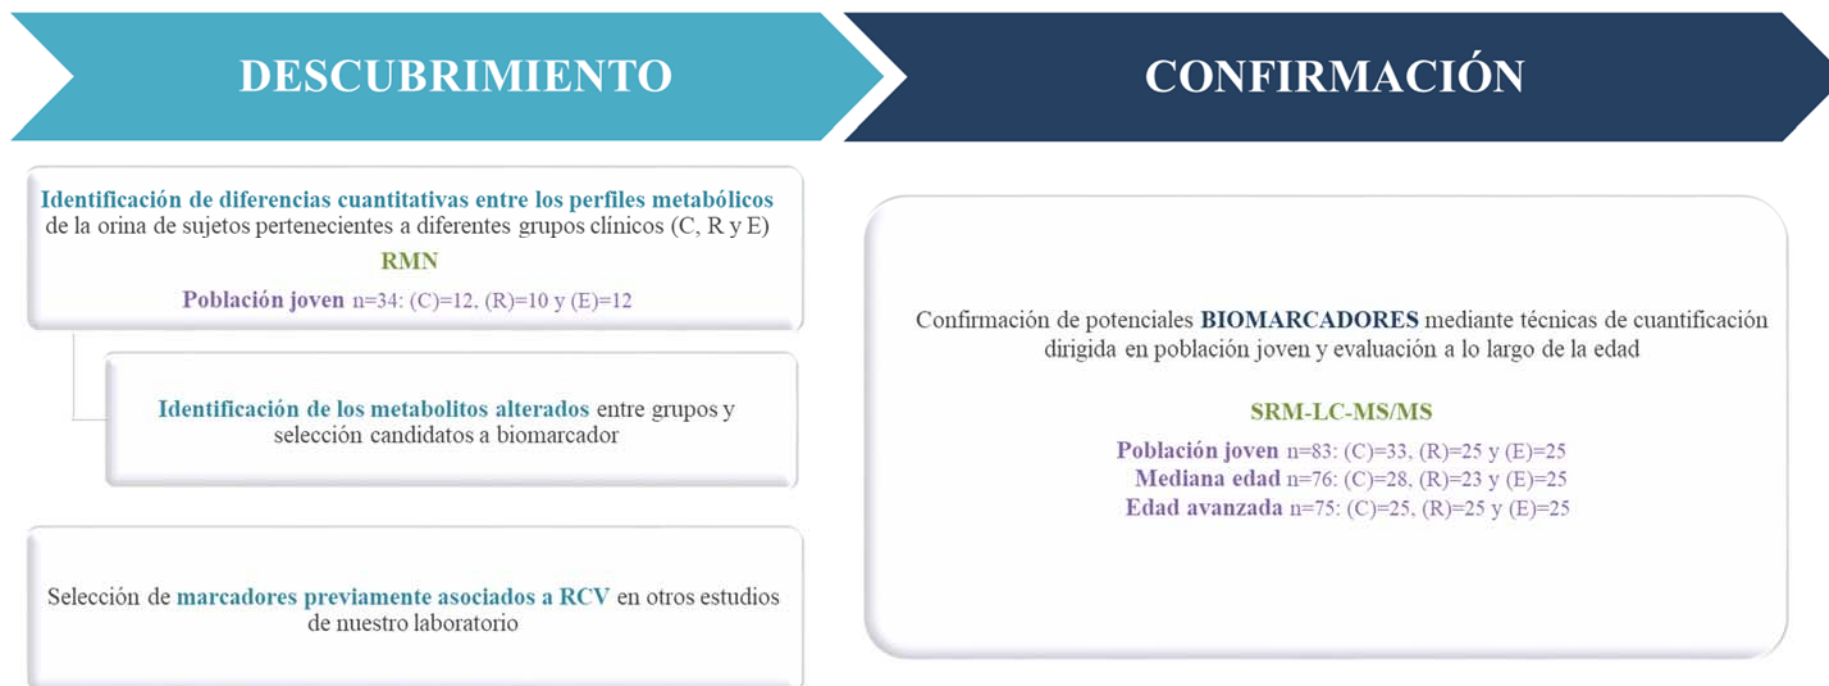 DESCUBRIMIENTO
CONFIRMACIÓN
Identificación de diferencias cuantitativas entre los perfiles metabólicos
de la orina de sujetos pertenecientes a diferentes grupos clínicos (C, R y E)
RMN
Población joven n=34: (C)=12, (R)=10 y (E)=12
Identificación de los metabolitos alterados entre grupos y
selección candidatos a biomarcador
Selección de marcadores previamente asociados a RCV en otros estudios
de nuestro laboratorio
Confirmación de potenciales BIOMARCADORES mediante técnicas de cuantificación
dirigida en población joven y evaluación a lo largo de la edad
SRM-LC-MS/MS
Población joven n=83: (C)=33, (R)=25 y (E)=25
Mediana edad n=76: (C)=28, (R)=23 y (E)=25
Edad avanzada n=75: (C)=25, (R)=25 y (E)=25